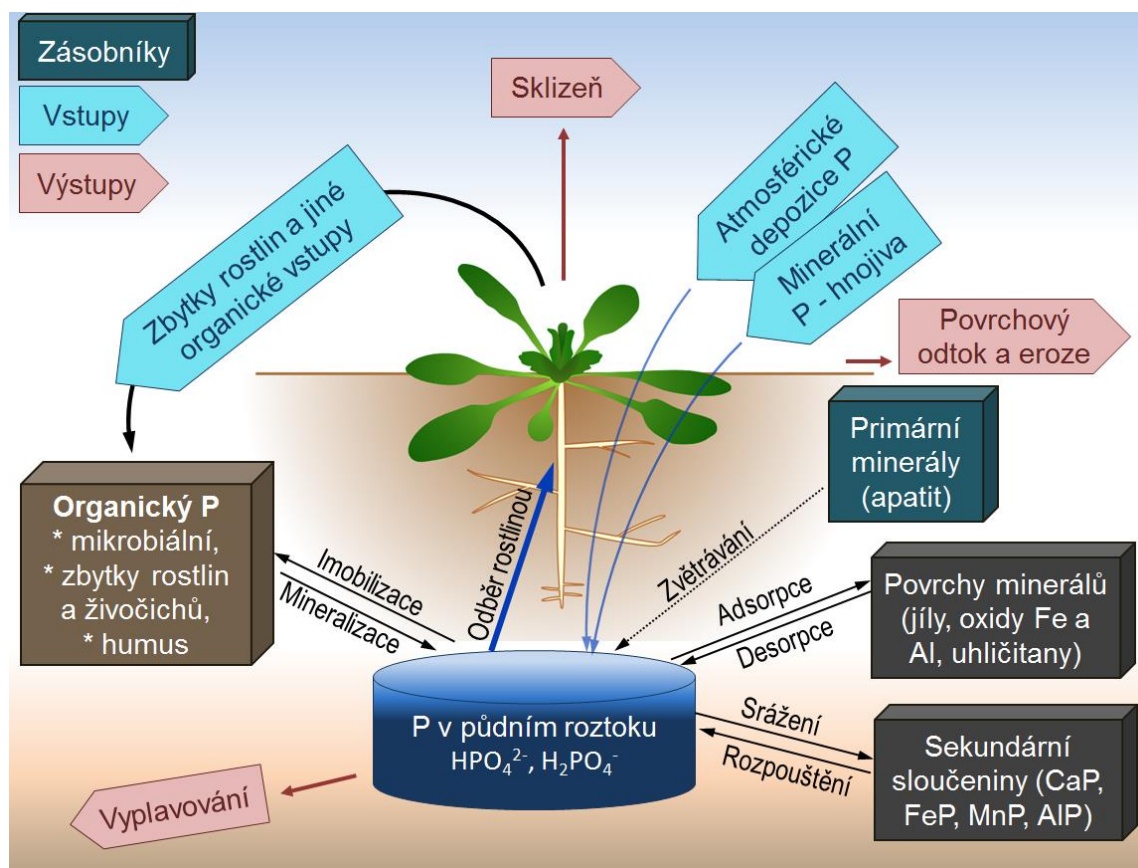 Zásobníky
Vstupy
Výstupy
Sklizeň
Atmosférické
depozice P
Minerální
P - hnojiva
Zbytky rostlin a jiné
organické vstupy
Povrchový
odtok a eroze
Primární
minerály
(apatit)
Organický P
* mikrobiální,
* zbytky rostlin
a živočichů,
* humus
Imobilizace
Mineralizace
Odběr rostlinou
Zvětrávání
Adsorpce
Desorpce
Povrchy minerálů
(jíly, oxidy Fe a
Al, uhličitany)
P v půdním roztoku
HPO₄²⁻, H₂PO₄⁻
Srážení
Rozpouštění
Sekundární
sloučeniny (CaP,
FeP, MnP, AlP)
Vyplavování